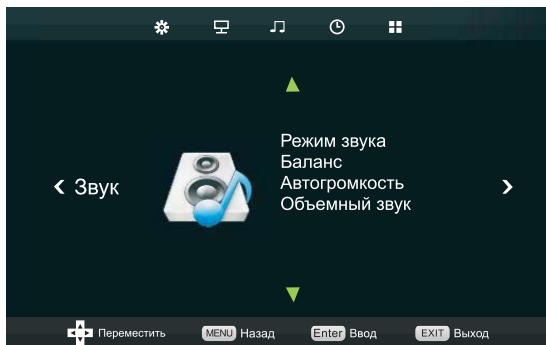 Звук
Режим звука
Баланс
Автогромкость
Объемный звук
Переместить MENU Назад Enter Ввод EXIT Выход